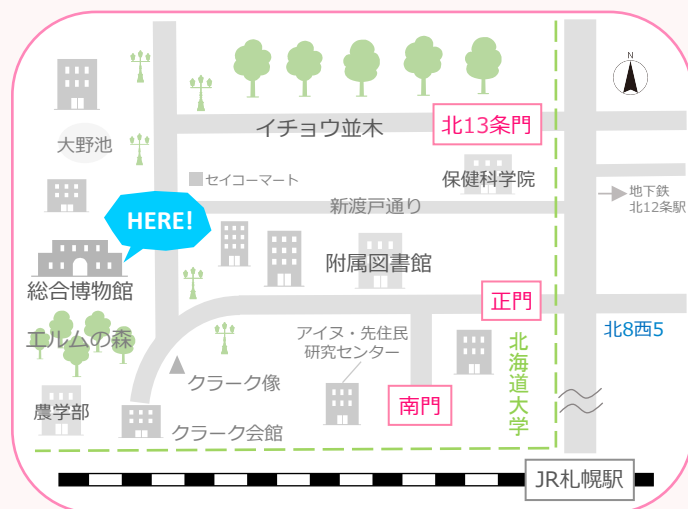 N
イチョウ並木
北13条門
大野池
セイコーマート
保健科学院
地下鉄
北12条駅
新渡戸通り
HERE!
附属図書館
総合博物館
正門
北8西5
エルムの森
アイヌ・先住民
研究センター
北海道大学
クラーク像
南門
農学部
クラーク会館
JR札幌駅